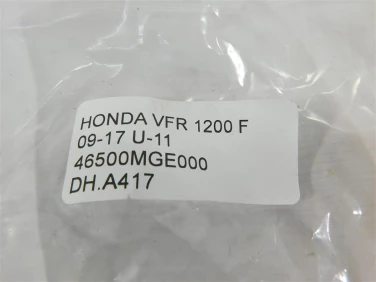 HONDA VFR 1200 F
09-17 U-11
46500MGE000
DH.A417